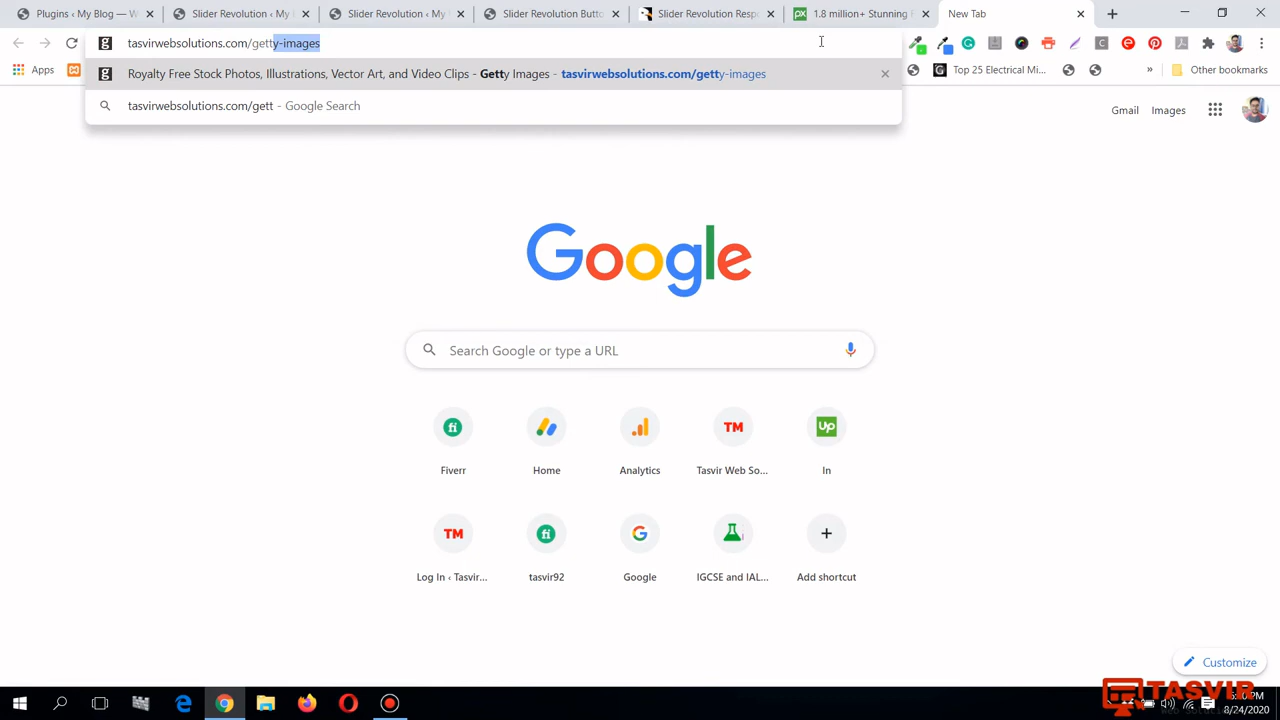 Plugins ‹ My Blog — W
Slider Revolution ‹ My
Slider Revolution ‹ My
Slider Revolution Butt
Slider Revolution Resp
1.8 million+ Stunning
New Tab
tasvirwebsolutions.com/getty-images
Apps
Top 25 Electrical Mi...
»
Other bookmarks
Royalty Free Stock Photos, Illustrations, Vector Art, and Video Clips - Getty Images - tasvirwebsolutions.com/getty-images
tasvirwebsolutions.com/gett - Google Search
Gmail
Images
Google
Search Google or type a URL
Fiverr
Home
Analytics
Tasvir Web So...
In
Log In ‹ Tasvir...
tasvir92
Google
IGCSE and IAL...
Add shortcut
Customize
TASVIR
8/24/2020